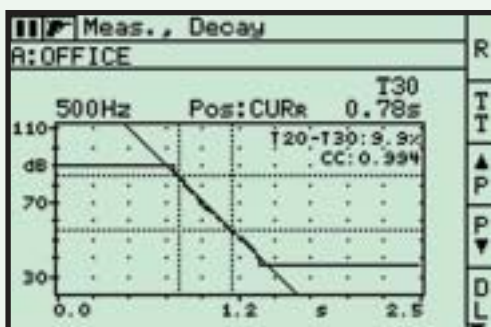 Meas., Decay
A:OFFICE
T30
500Hz Pos:CURR 0.78s
T20-T30:9.9%
CC:0.994
110
dB
70
30
0.0 1.2 s 2.5
R
T
T
P
P
D
L